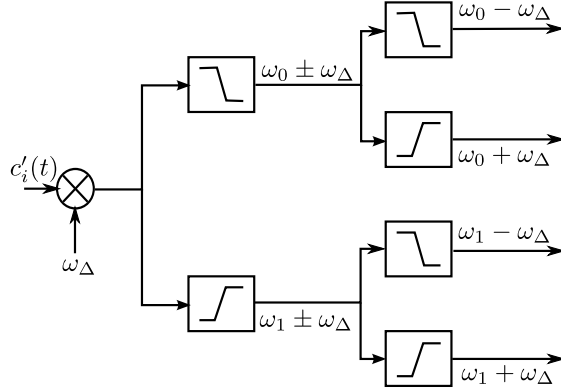 ω₀ − ω_Δ
ω₀ ± ω_Δ
c′ᵢ(t)
ω₀ + ω_Δ
ω₁ − ω_Δ
ω_Δ
ω₁ ± ω_Δ
ω₁ + ω_Δ